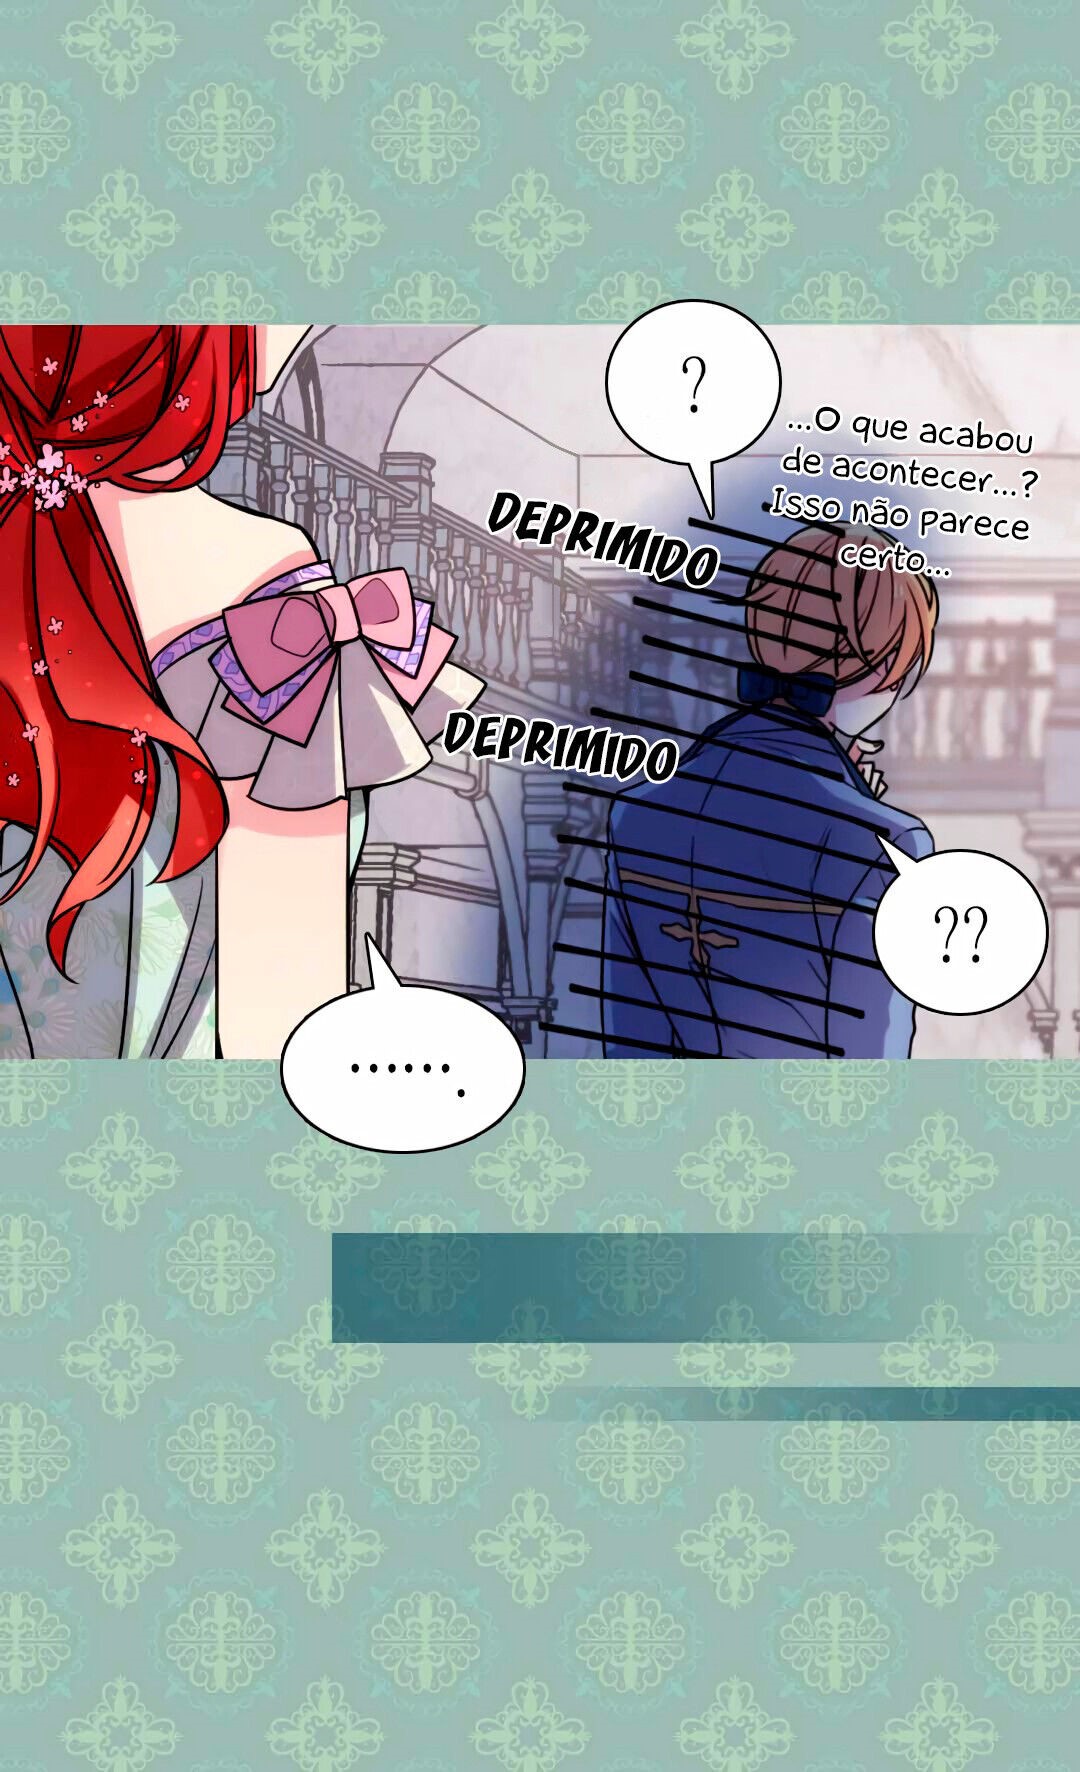 ?
...O que acabou
de acontecer...?
Isso não parece
certo...
DEPRIMIDO
DEPRIMIDO
??
.......